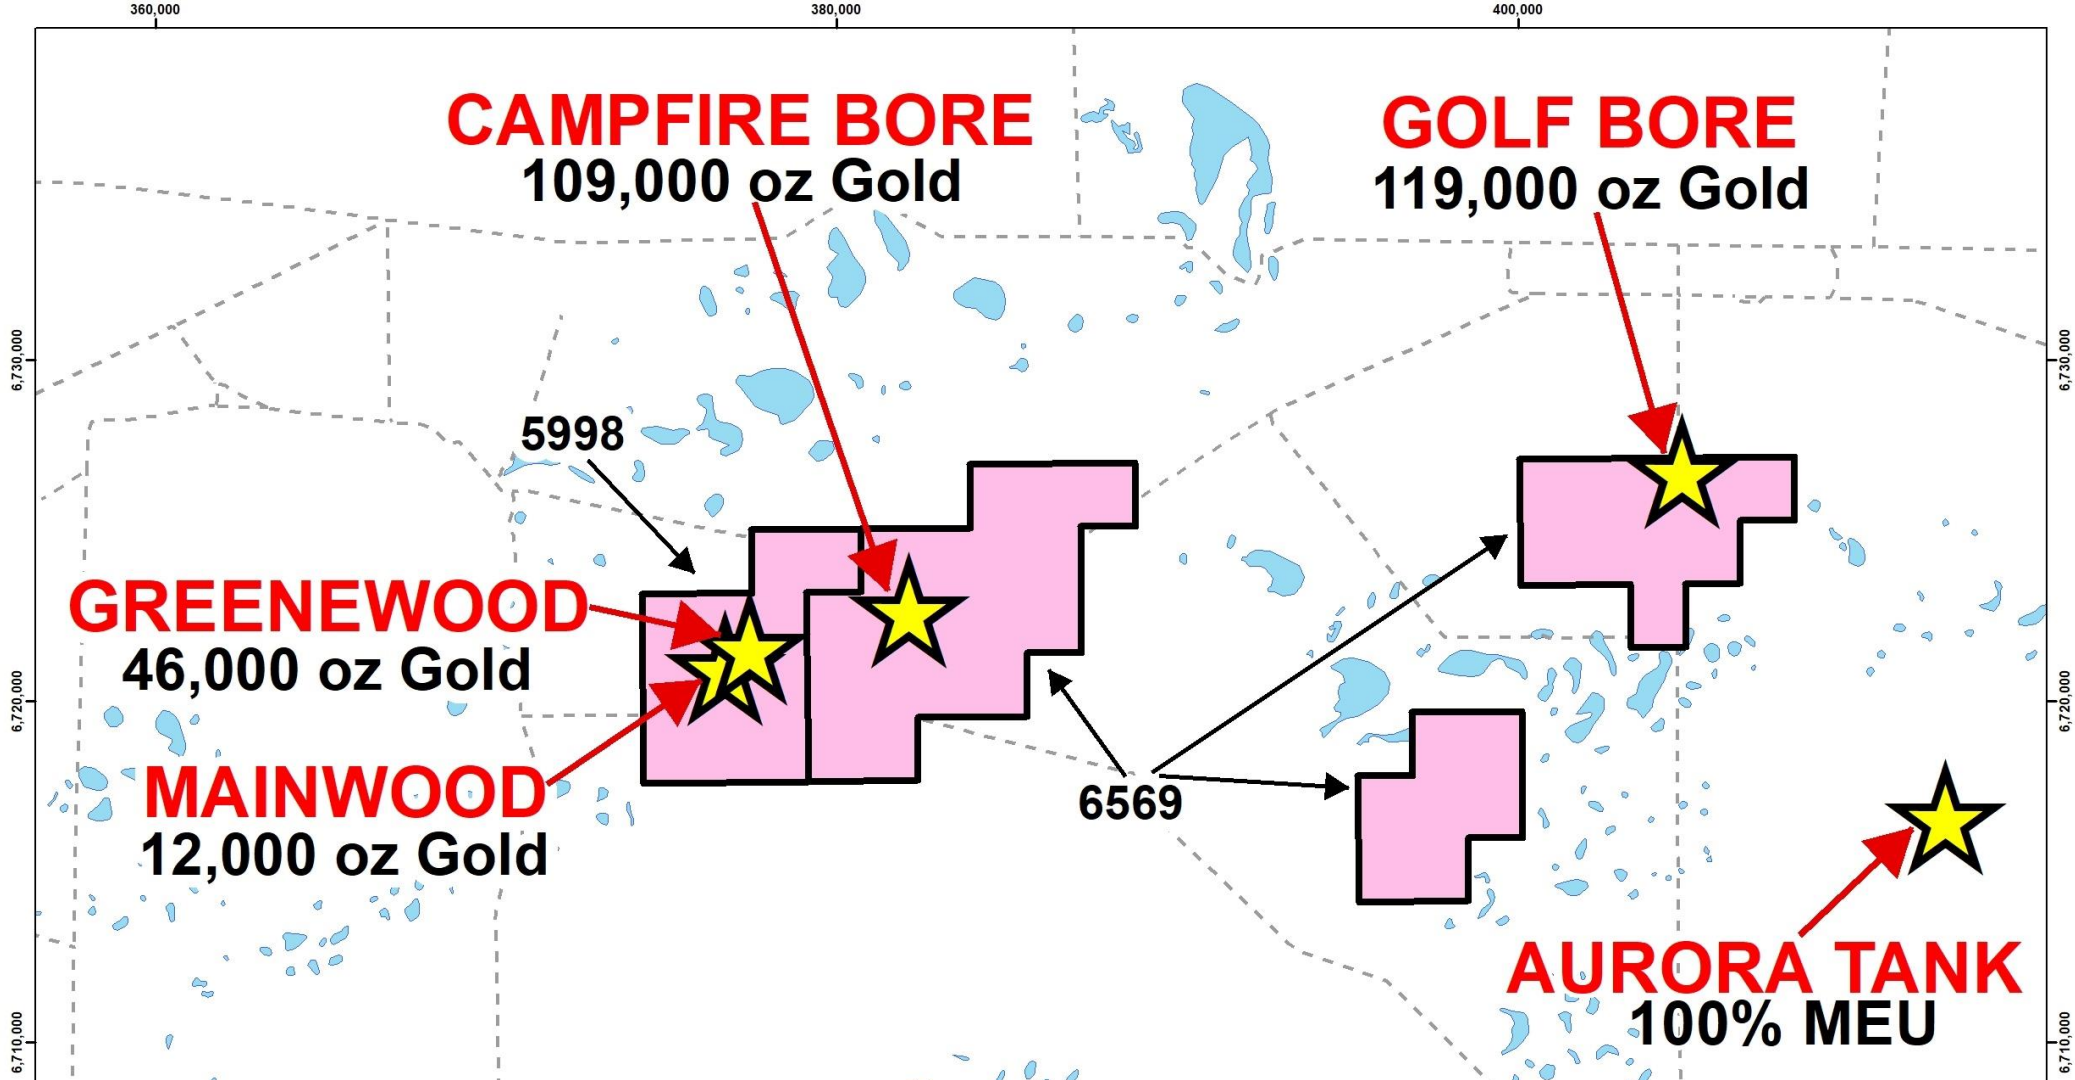 360,000
380,000
400,000
CAMPFIRE BORE
109,000 oz Gold
GOLF BORE
119,000 oz Gold
6,730,000
6,730,000
5998
GREENEWOOD
46,000 oz Gold
6,720,000
6,720,000
MAINWOOD
12,000 oz Gold
6569
AURORA TANK
100% MEU
6,710,000
6,710,000